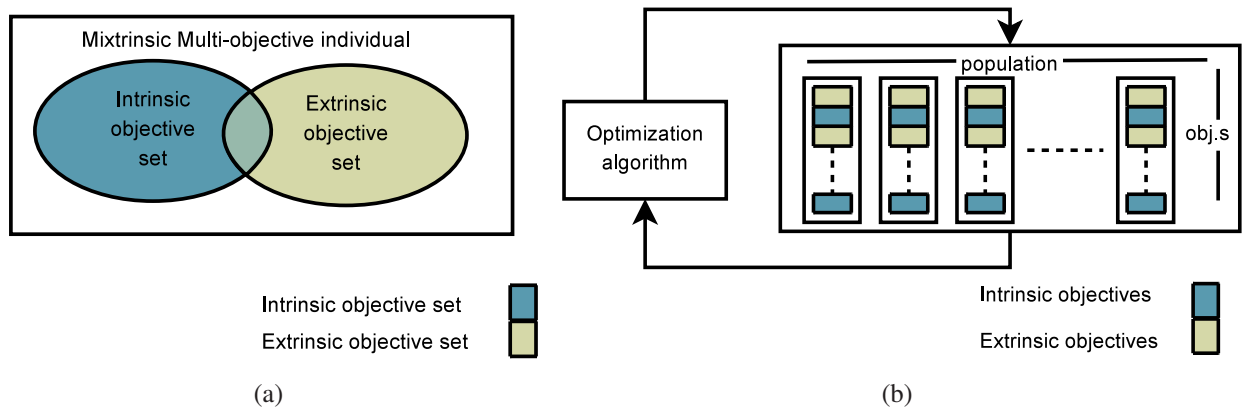 Mixtrinsic Multi-objective individual
Intrinsic
objective
set
Extrinsic
objective
set
Intrinsic objective set
Extrinsic objective set
(a)
Optimization
algorithm
population
obj.s
Intrinsic objectives
Extrinsic objectives
(b)